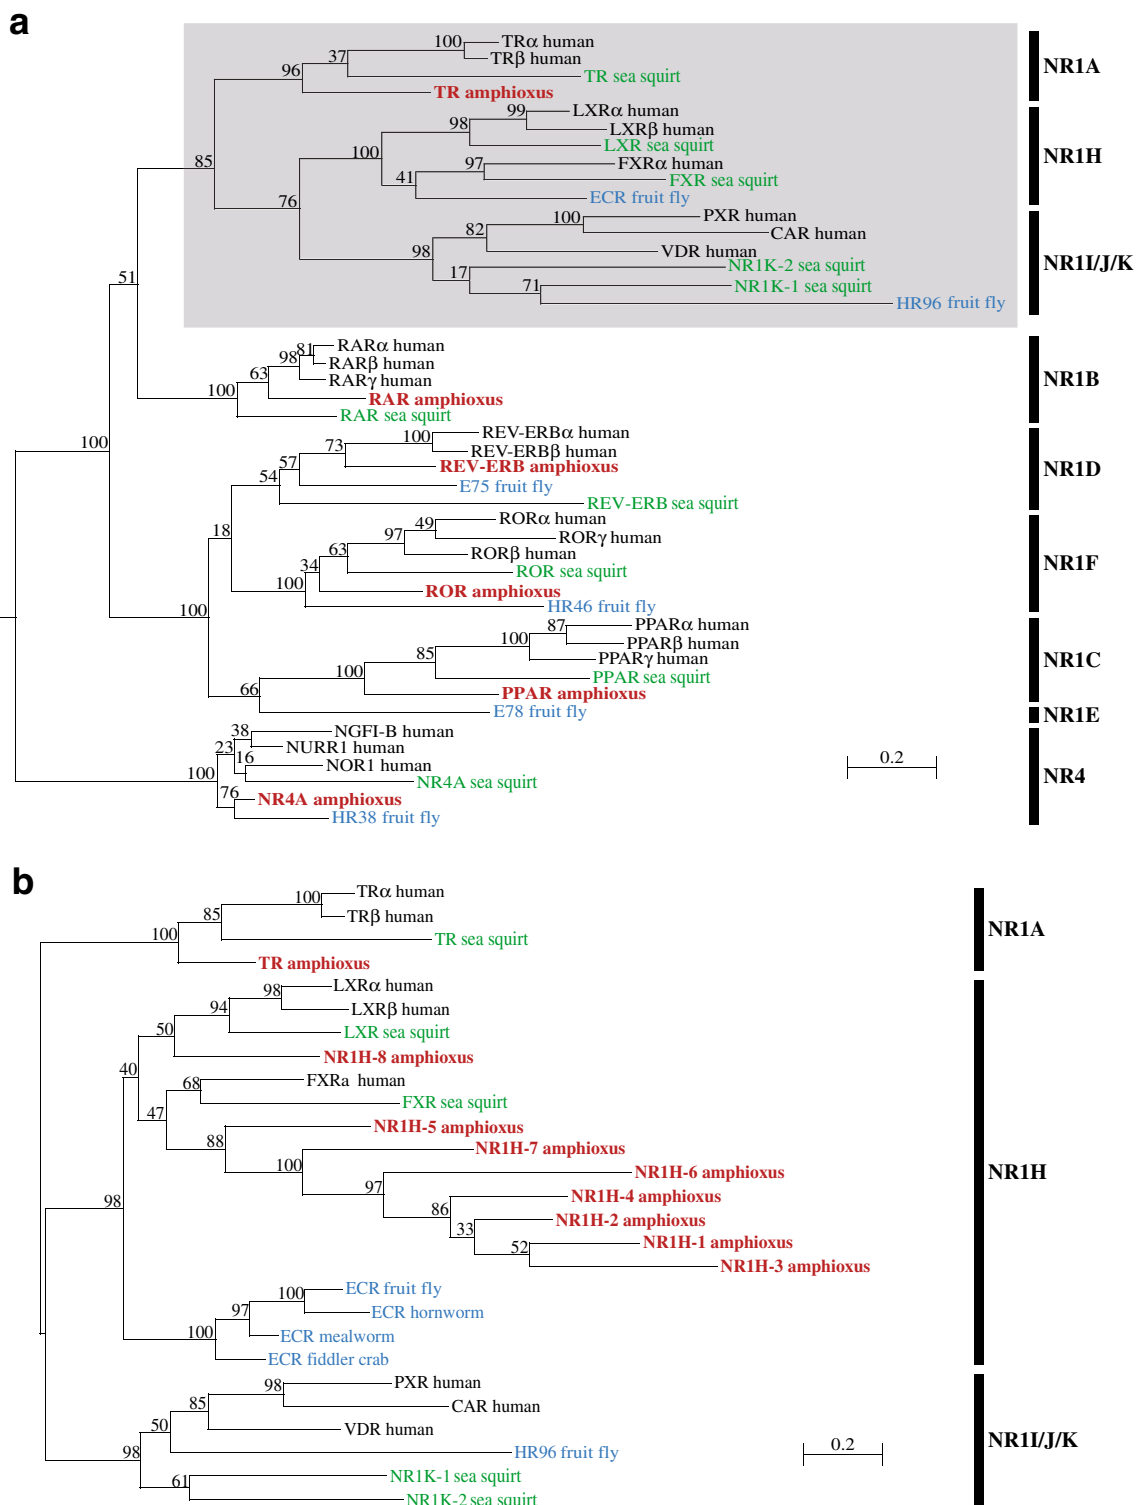 a
100 TRα human
37 TRβ human
96 TR sea squirt
TR amphioxus
NR1A
99 LXRα human
98 LXRβ human
LXR sea squirt
100
97 FXRα human
41 FXR sea squirt
ECR fruit fly
NR1H
85
76
100 PXR human
82 CAR human
VDR human
98
17 NR1K-2 sea squirt
71 NR1K-1 sea squirt
HR96 fruit fly
NR1I/J/K
51
81 RARα human
98 RARβ human
63 RARγ human
100 RAR amphioxus
RAR sea squirt
NR1B
100
100 REV-ERBα human
73 REV-ERBβ human
57 REV-ERB amphioxus
54 E75 fruit fly
REV-ERB sea squirt
NR1D
18
49 RORα human
97 RORγ human
63 RORβ human
34 ROR sea squirt
100 ROR amphioxus
HR46 fruit fly
NR1F
100
87 PPARα human
100 PPARβ human
85 PPARγ human
100 PPAR sea squirt
66 PPAR amphioxus
NR1C
E78 fruit fly
NR1E
38 NGFI-B human
23 NURR1 human
16 NOR1 human
100 NR4A sea squirt
76 NR4A amphioxus
HR38 fruit fly
NR4
0.2
b
100 TRα human
85 TRβ human
100 TR sea squirt
TR amphioxus
NR1A
98 LXRα human
94 LXRβ human
50 LXR sea squirt
NR1H-8 amphioxus
40
68 FXRa human
47 FXR sea squirt
88 NR1H-5 amphioxus
100 NR1H-7 amphioxus
97 NR1H-6 amphioxus
86 NR1H-4 amphioxus
33 NR1H-2 amphioxus
52 NR1H-1 amphioxus
NR1H-3 amphioxus
NR1H
98
100 ECR fruit fly
97 ECR hornworm
100 ECR mealworm
ECR fiddler crab
98 PXR human
85 CAR human
50 VDR human
98 HR96 fruit fly
61 NR1K-1 sea squirt
NR1K-2 sea squirt
NR1I/J/K
0.2